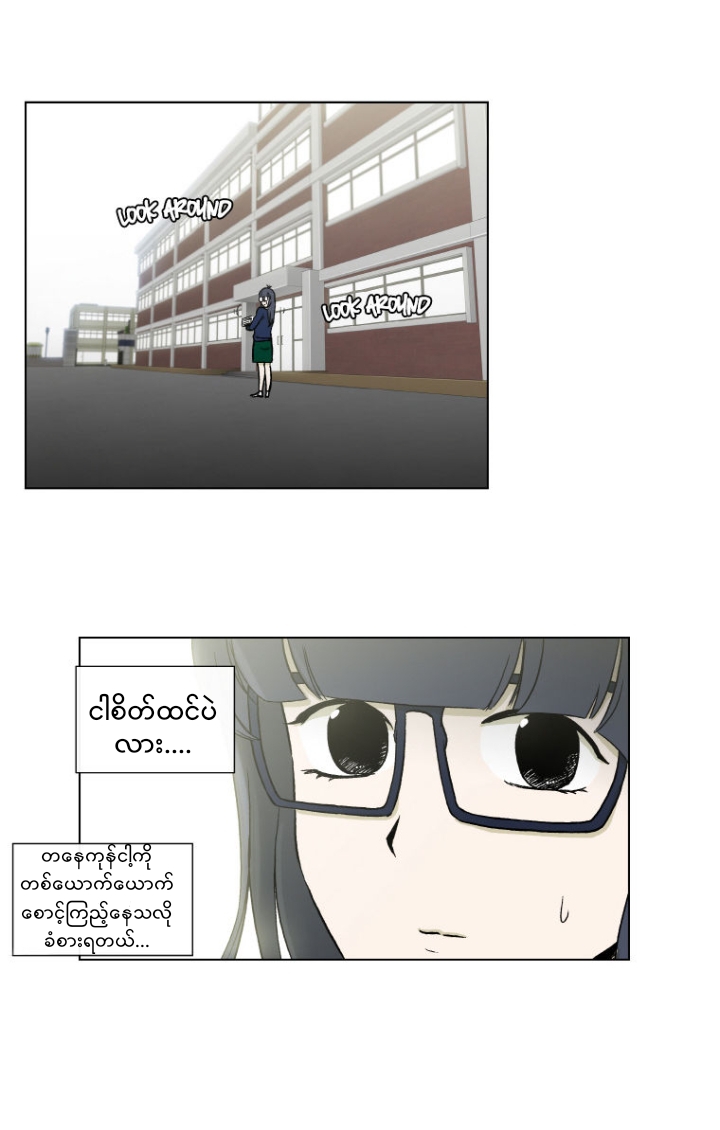 LOOK AROUND
LOOK AROUND
ငါစိတ်ထင်ပဲ
လား....
တနေကုန်ငါ့ကို
တစ်ယောက်ယောက်
စောင့်ကြည့်နေသလို
ခံစားရတယ်...